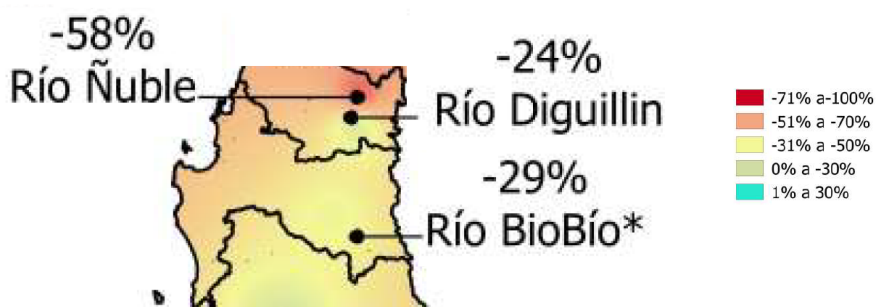 -58%
Río Ñuble
-24%
Río Diguillin
-29%
Río BioBío*
-71% a-100%
-51% a -70%
-31% a -50%
0% a -30%
1% a 30%